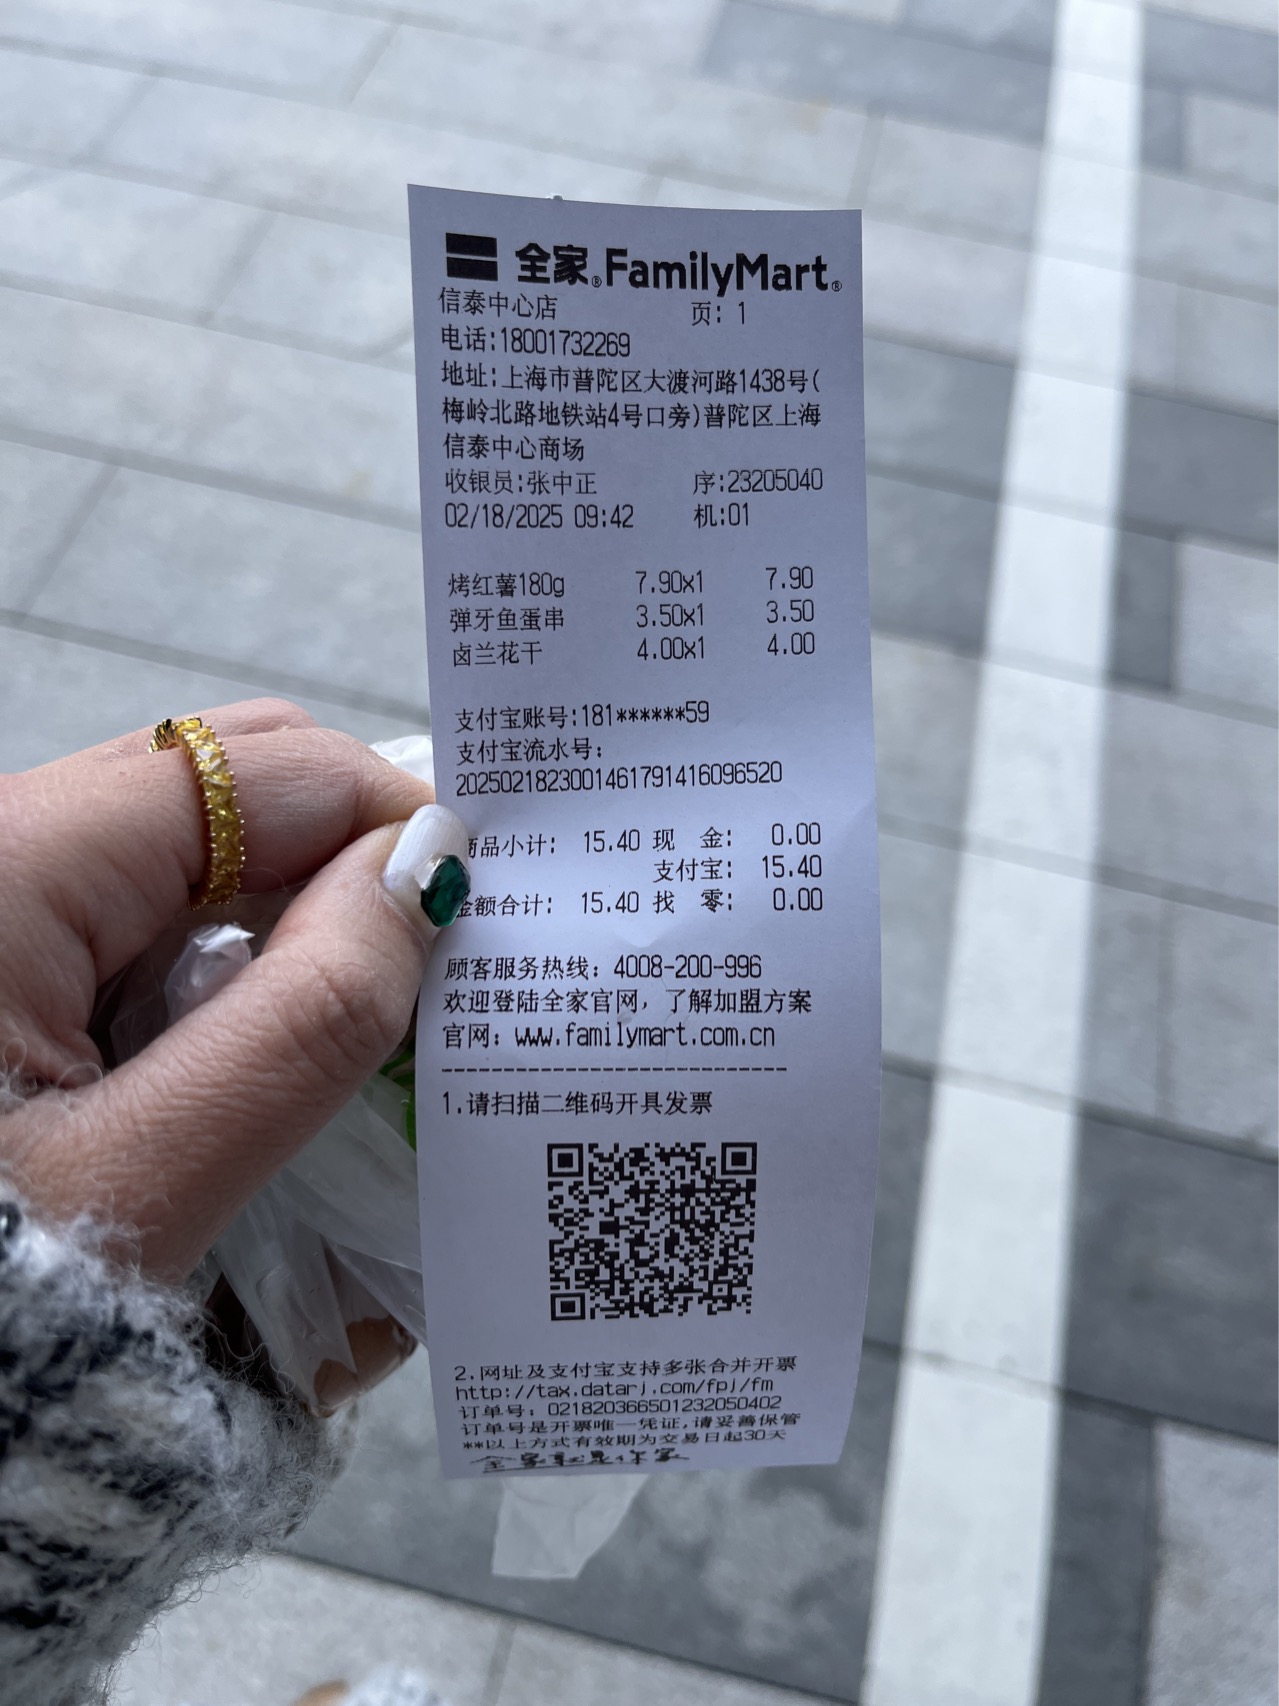 全家®FamilyMart®
信泰中心店 页: 1
电话:18001732269
地址:上海市普陀区大渡河路1438号(
梅岭北路地铁站4号口旁)普陀区上海
信泰中心商场
收银员:张中正 序:23205040
02/18/2025 09:42 机:01
烤红薯180g 7.90x1 7.90
弹牙鱼蛋串 3.50x1 3.50
卤兰花干 4.00x1 4.00
支付宝账号:181******59
支付宝流水号:
2025021823001461791416096520
商品小计: 15.40 现 金: 0.00
支付宝: 15.40
金额合计: 15.40 找 零: 0.00
顾客服务热线: 4008-200-996
欢迎登陆全家官网，了解加盟方案
官网: www.familymart.com.cn
----------------------------
1.请扫描二维码开具发票
2.网址及支付宝支持多张合并开票
http://tax.datarj.com/fpj/fm
订单号: 021820366501232050402
订单号是开票唯一凭证,请妥善保管
**以上方式有效期为交易日起30天
全家就是你家